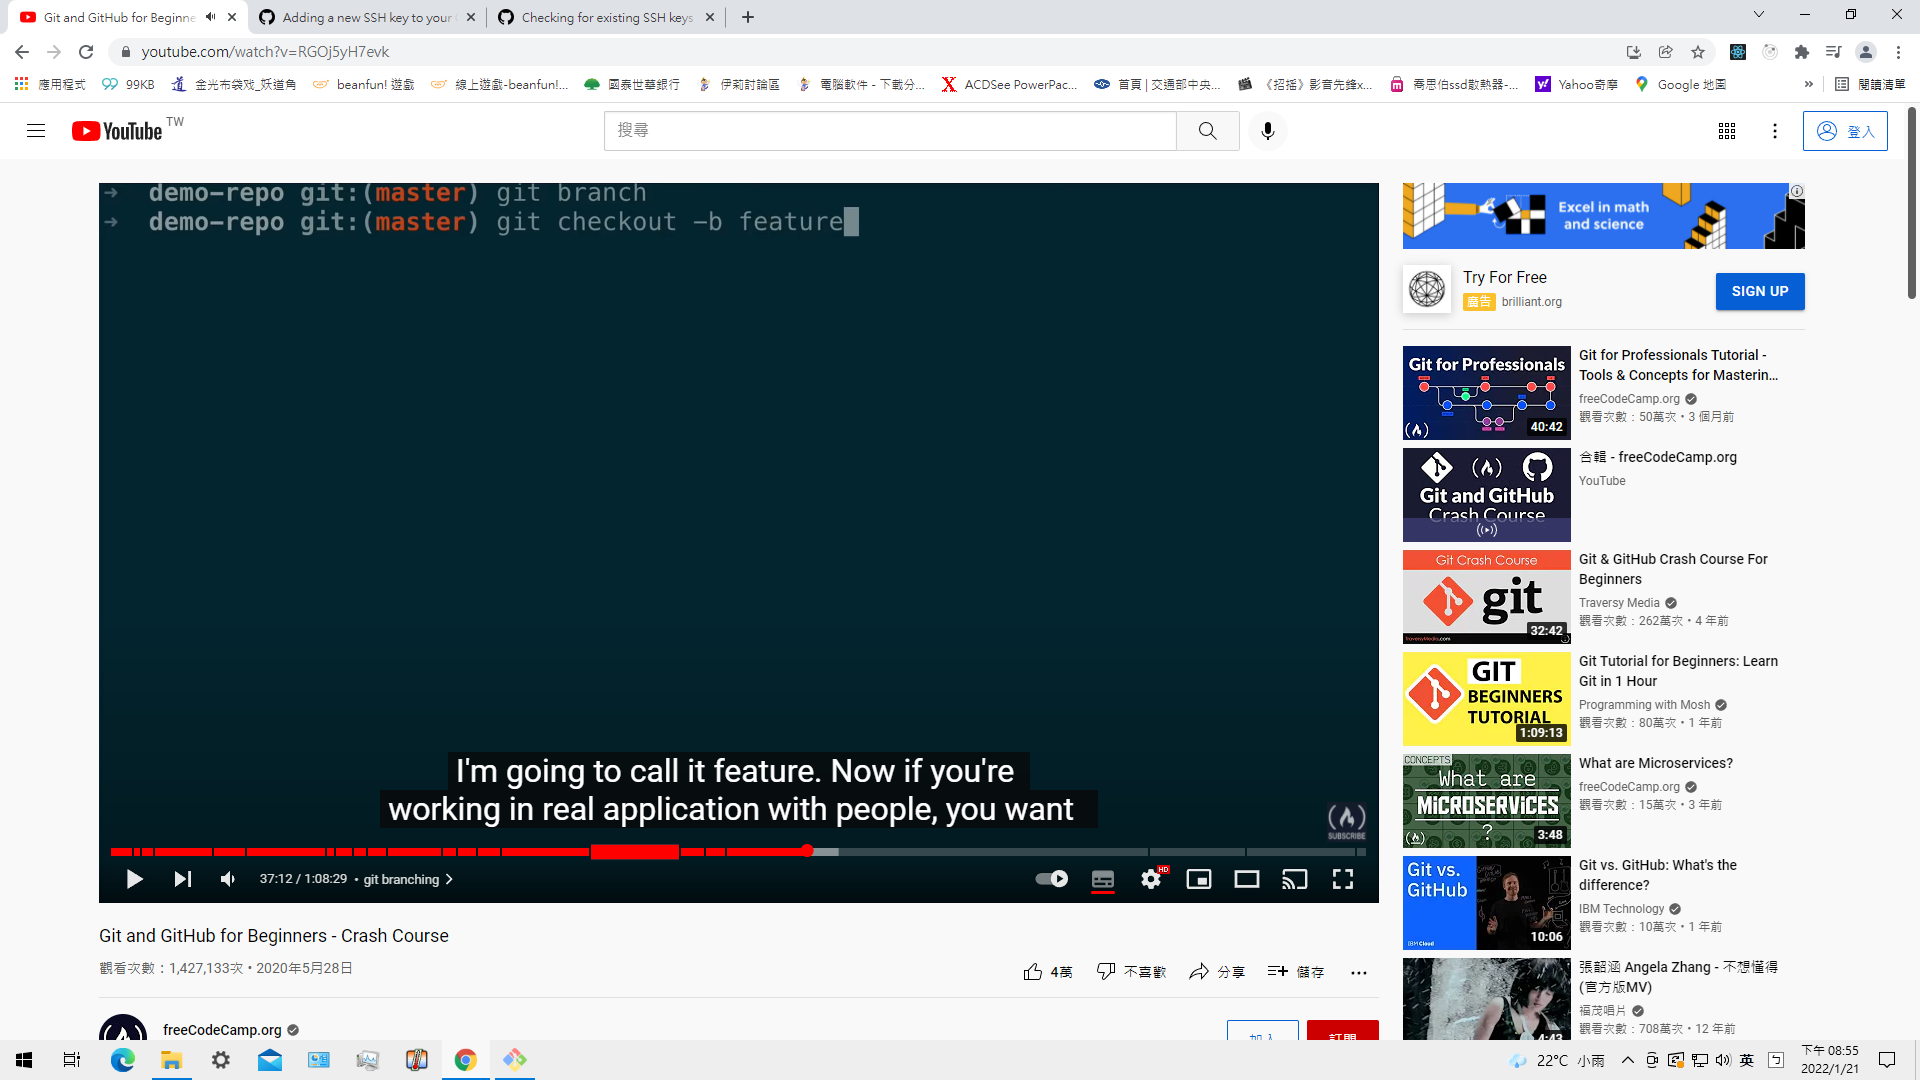 Git and GitHub for Beginne
Adding a new SSH key to your
Checking for existing SSH keys
youtube.com/watch?v=RGOj5yH7evk
應用程式
99KB
金光布袋戏_妖道角
beanfun! 遊戲
線上遊戲-beanfun!...
國泰世華銀行
伊莉討論區
電腦軟件 - 下載分...
ACDSee PowerPac...
首頁 | 交通部中央...
《招搖》影音先鋒x...
喬思伯ssd散熱器-...
Yahoo奇摩
Google 地圖
»
閱讀清單
YouTube TW
搜尋
登入
→ demo-repo git:(master) git branch
→ demo-repo git:(master) git checkout -b feature
I'm going to call it feature. Now if you're
working in real application with people, you want
SUBSCRIBE
37:12 / 1:08:29 • git branching
HD
Git and GitHub for Beginners - Crash Course
觀看次數：1,427,133次 • 2020年5月28日
4萬
不喜歡
分享
儲存
freeCodeCamp.org
加入
訂閱
Excel in math
and science
Try For Free
廣告 brilliant.org
SIGN UP
Git for Professionals
40:42
Git for Professionals Tutorial -
Tools & Concepts for Masterin...
freeCodeCamp.org
觀看次數：50萬次 • 3 個月前
Git and GitHub
Crash Course
合輯 - freeCodeCamp.org
YouTube
Git Crash Course
git
TraversyMedia.com
32:42
Git & GitHub Crash Course For
Beginners
Traversy Media
觀看次數：262萬次 • 4 年前
GIT
BEGINNERS
TUTORIAL
1:09:13
Git Tutorial for Beginners: Learn
Git in 1 Hour
Programming with Mosh
觀看次數：80萬次 • 1 年前
CONCEPTS
What are
MICROSERVICES
?
3:48
What are Microservices?
freeCodeCamp.org
觀看次數：15萬次 • 3 年前
Git vs.
GitHub
IBM Cloud
10:06
Git vs. GitHub: What's the
difference?
IBM Technology
觀看次數：10萬次 • 1 年前
4:43
張韶涵 Angela Zhang - 不想懂得
(官方版MV)
福茂唱片
觀看次數：708萬次 • 12 年前
22°C 小雨
英
下午 08:55
2022/1/21